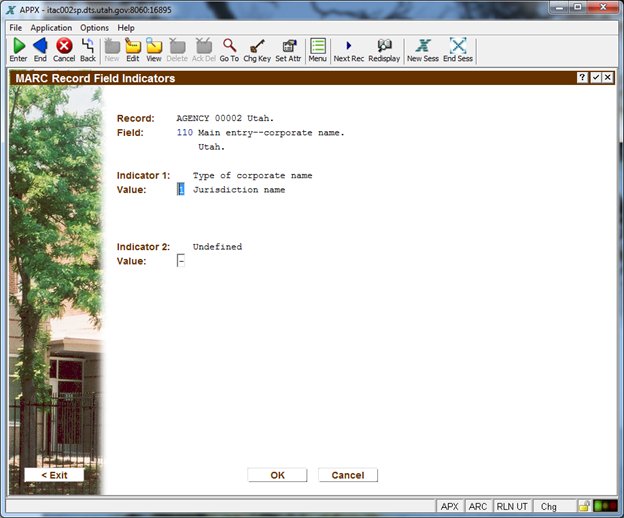 APPX - itac002sp.dts.utah.gov:8060:16895
File Application Options Help
Enter End Cancel Back New Edit View Delete Ack Del Go To Chg Key Set Attr Menu Next Rec Redisplay New Sess End Sess
MARC Record Field Indicators
Record: AGENCY 00002 Utah.
Field: 110 Main entry--corporate name.
Utah.
Indicator 1: Type of corporate name
Value: Jurisdiction name
Indicator 2: Undefined
Value: -
< Exit OK Cancel
APX ARC RLN UT Chg